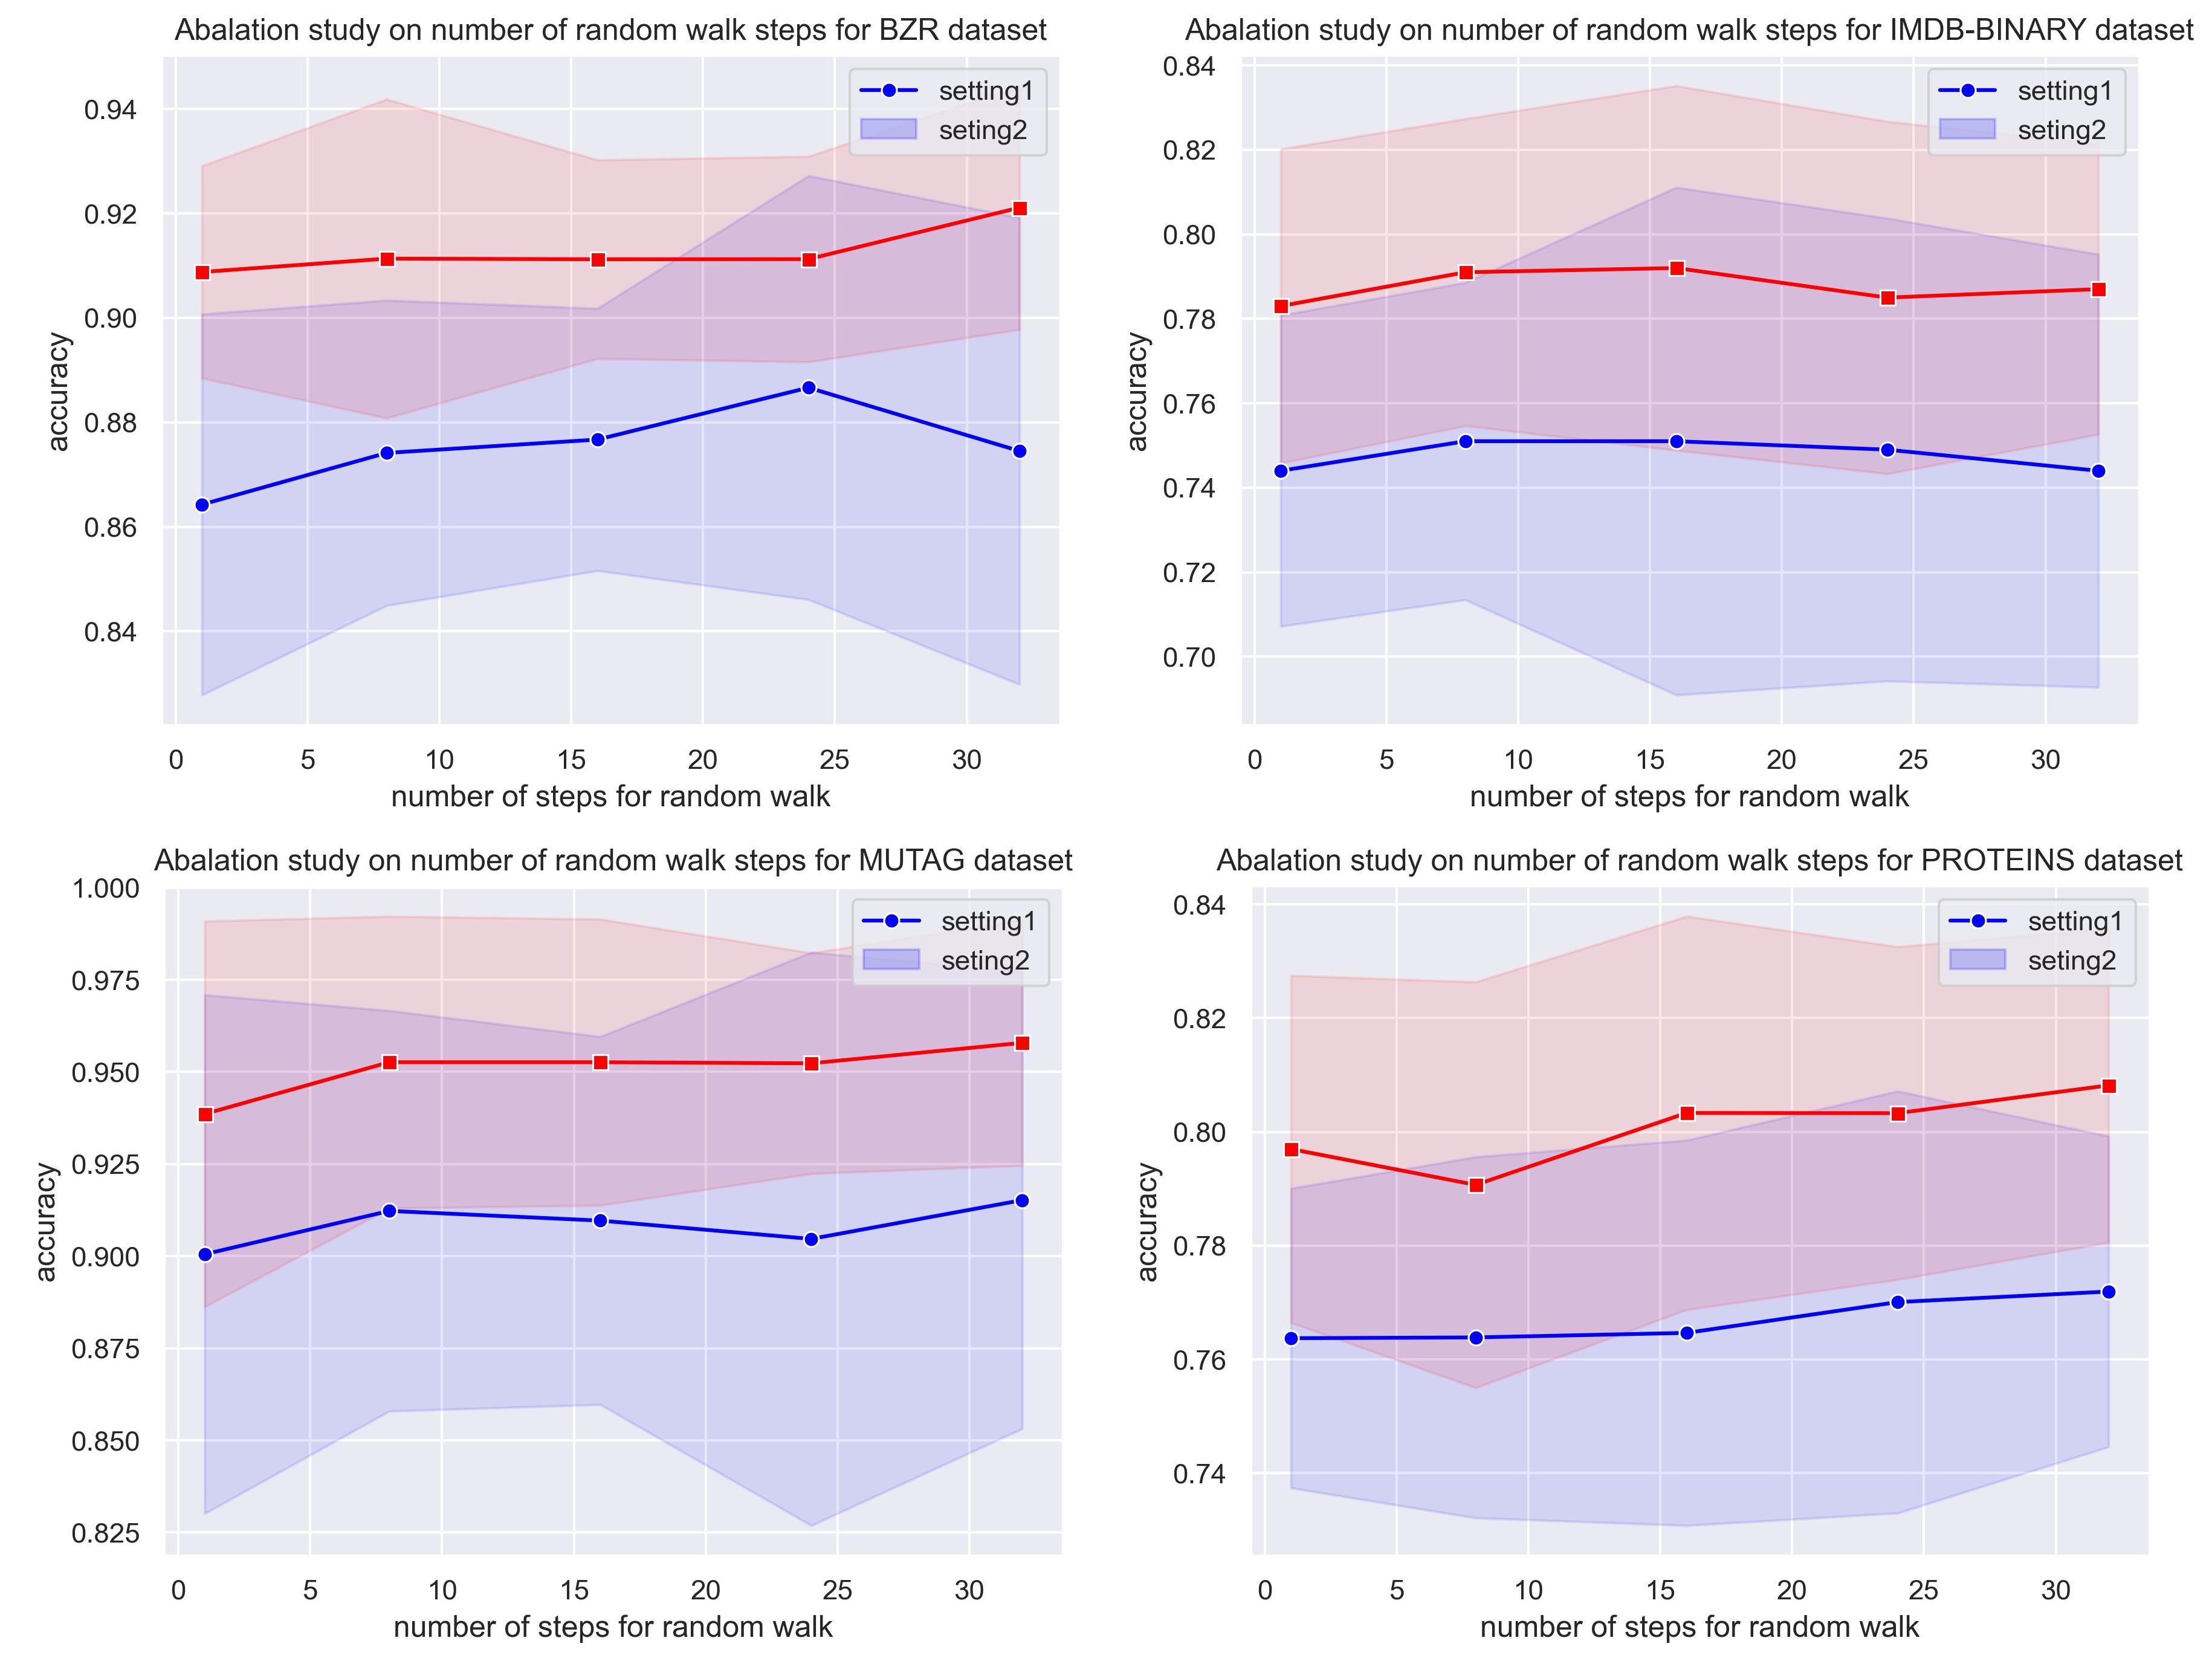 Abalation study on number of random walk steps for BZR dataset
setting1
seting2
0.94
0.92
0.90
0.88
0.86
0.84
accuracy
0 5 10 15 20 25 30
number of steps for random walk
Abalation study on number of random walk steps for IMDB-BINARY dataset
setting1
seting2
0.84
0.82
0.80
0.78
0.76
0.74
0.72
0.70
accuracy
0 5 10 15 20 25 30
number of steps for random walk
Abalation study on number of random walk steps for MUTAG dataset
setting1
seting2
1.000
0.975
0.950
0.925
0.900
0.875
0.850
0.825
accuracy
0 5 10 15 20 25 30
number of steps for random walk
Abalation study on number of random walk steps for PROTEINS dataset
setting1
seting2
0.84
0.82
0.80
0.78
0.76
0.74
accuracy
0 5 10 15 20 25 30
number of steps for random walk